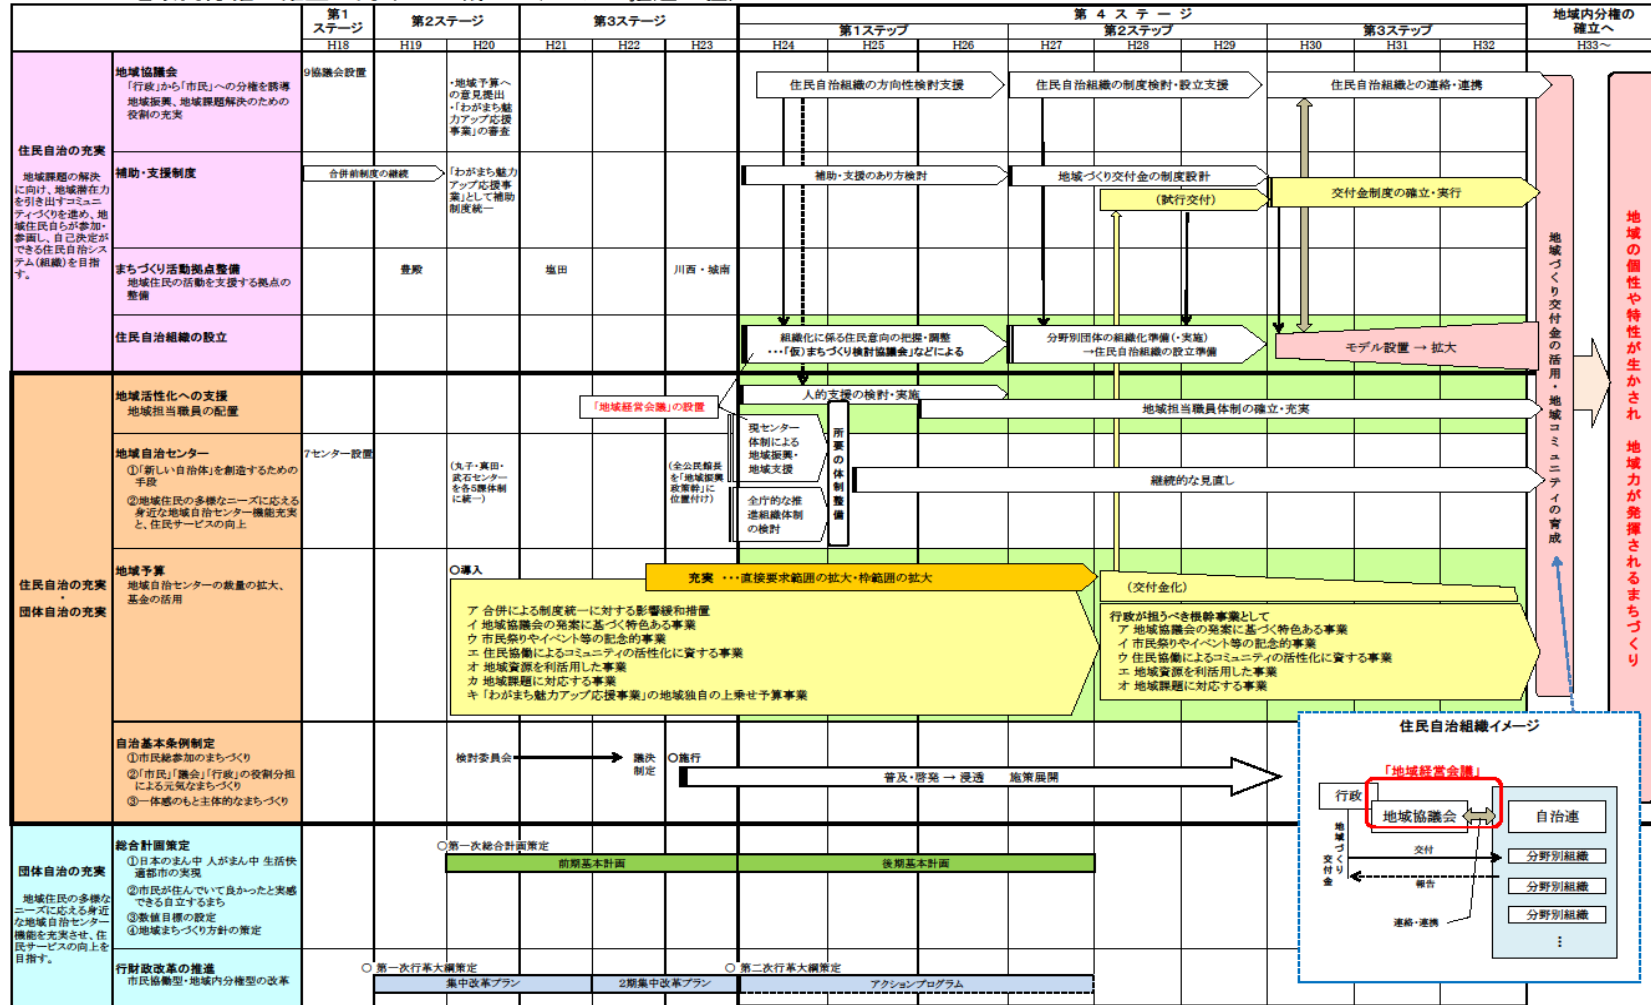 第1
ステージ
第2ステージ
第3ステージ
第 4 ステージ
第1ステップ
第2ステップ
第3ステップ
地域内分権の
確立へ
H18
H19
H20
H21
H22
H23
H24
H25
H26
H27
H28
H29
H30
H31
H32
H33～
住民自治の充実
地域課題の解決
に向け、地域潜在力
を引き出すコミュニ
ティづくりを進め、地
域住民自らが参加・
参画し、自己決定が
できる住民自治シス
テム(組織)を目指
す。
地域協議会
「行政」から「市民」への分権を誘導
地域振興、地域課題解決のための
役割の充実
9協議会設置
・地域予算へ
の意見提出
・「わがまち魅
力アップ応援
事業」の審査
住民自治組織の方向性検討支援
住民自治組織の制度検討・設立支援
住民自治組織との連絡・連携
補助・支援制度
合併前制度の継続
「わがまち魅力
アップ応援事
業」として補助
制度統一
補助・支援のあり方検討
地域づくり交付金の制度設計
(試行交付)
交付金制度の確立・実行
まちづくり活動拠点整備
地域住民の活動を支援する拠点の
整備
豊殿
塩田
川西・城南
住民自治組織の設立
組織化に係る住民意向の把握・調整
・・・「(仮)まちづくり検討協議会」などによる
分野別団体の組織化準備(・実施)
→住民自治組織の設立準備
モデル設置 → 拡大
住民自治の充実
・
団体自治の充実
地域活性化への支援
地域担当職員の配置
「地域経営会議」の設置
人的支援の検討・実施
地域担当職員体制の確立・充実
地域自治センター
①「新しい自治体」を創造するための
手段
②地域住民の多様なニーズに応える
身近な地域自治センター機能充実
と、住民サービスの向上
7センター設置
(丸子・真田・
武石センター
を各5課体制
に統一)
(全公民館長
を「地域振興
政策幹」に
位置付け)
現センター
体制による
地域振興・
地域支援
全庁的な推
進組織体制
の検討
所要の体制整備
継続的な見直し
地域予算
地域自治センターの裁量の拡大、
基金の活用
○導入
充実 ・・・直接要求範囲の拡大・枠範囲の拡大
ア 合併による制度統一に対する影響緩和措置
イ 地域協議会の発案に基づく特色ある事業
ウ 市民祭りやイベント等の記念的事業
エ 住民協働によるコミュニティの活性化に資する事業
オ 地域資源を利活用した事業
カ 地域課題に対応する事業
キ 「わがまち魅力アップ応援事業」の地域独自の上乗せ予算事業
(交付金化)
行政が担うべき根幹事業として
ア 地域協議会の発案に基づく特色ある事業
イ 市民祭りやイベント等の記念的事業
ウ 住民協働によるコミュニティの活性化に資する事業
エ 地域資源を利活用した事業
オ 地域課題に対応する事業
自治基本条例制定
①市民総参加のまちづくり
②「市民」「議会」「行政」の役割分担
による元気なまちづくり
③一体感のもと主体的なまちづくり
検討委員会
議決
制定
○施行
普及・啓発 → 浸透 施策展開
団体自治の充実
地域住民の多様な
ニーズに応える身近
な地域自治センター
機能を充実させ、住
民サービスの向上を
目指す。
総合計画策定
①日本のまん中 人がまん中 生活快
適都市の実現
②市民が住んでいて良かったと実感
できる自立するまち
③数値目標の設定
④地域まちづくり方針の策定
○第一次総合計画策定
前期基本計画
後期基本計画
行財政改革の推進
市民協働型・地域内分権型の改革
○ 第一次行革大綱策定
集中改革プラン
2期集中改革プラン
○ 第二次行革大綱策定
アクションプログラム
地域づくり交付金の活用・地域コミュニティの育成
地域の個性や特性が生かされ 地域力が発揮されるまちづくり
住民自治組織イメージ
「地域経営会議」
行政
地域協議会
自治連
地域づくり
交付金
交付
報告
連絡・連携
分野別組織
分野別組織
分野別組織
⋮